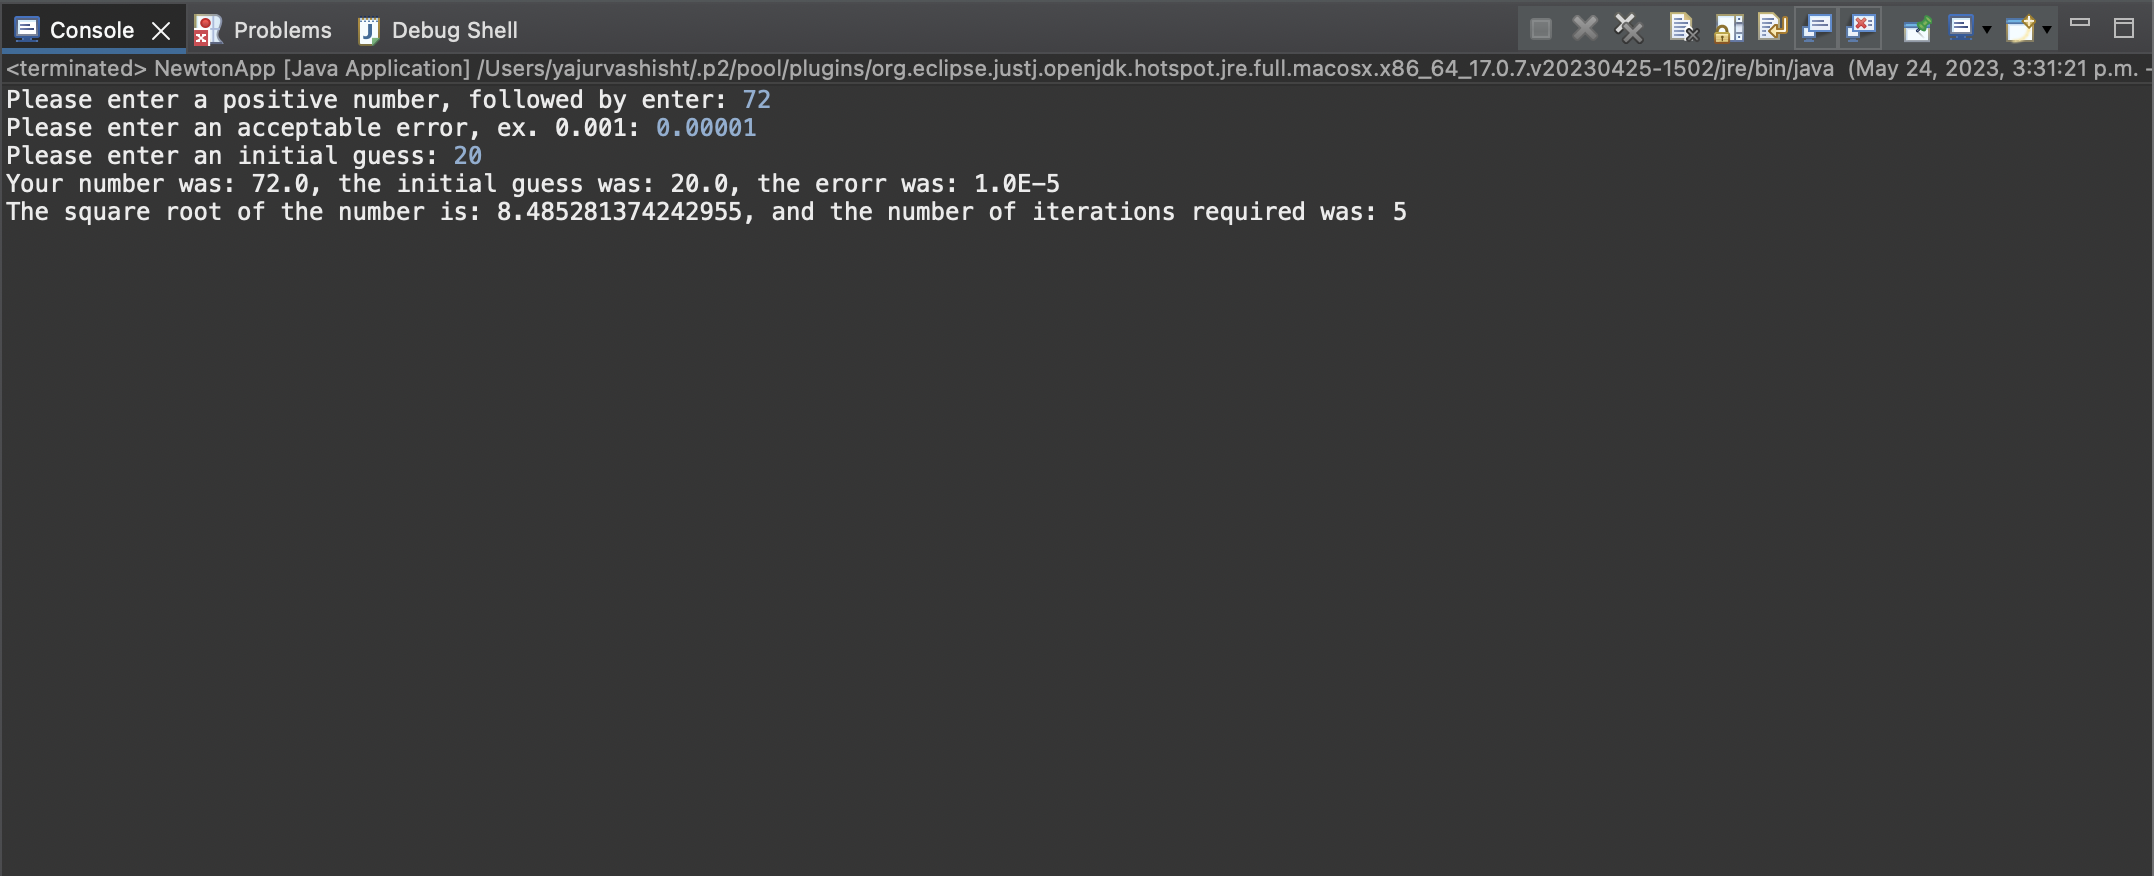 Console Problems Debug Shell
<terminated> NewtonApp [Java Application] /Users/yajurvashisht/.p2/pool/plugins/org.eclipse.justj.openjdk.hotspot.jre.full.macosx.x86_64_17.0.7.v20230425-1502/jre/bin/java (May 24, 2023, 3:31:21 p.m. -
Please enter a positive number, followed by enter: 72
Please enter an acceptable error, ex. 0.001: 0.00001
Please enter an initial guess: 20
Your number was: 72.0, the initial guess was: 20.0, the erorr was: 1.0E-5
The square root of the number is: 8.485281374242955, and the number of iterations required was: 5